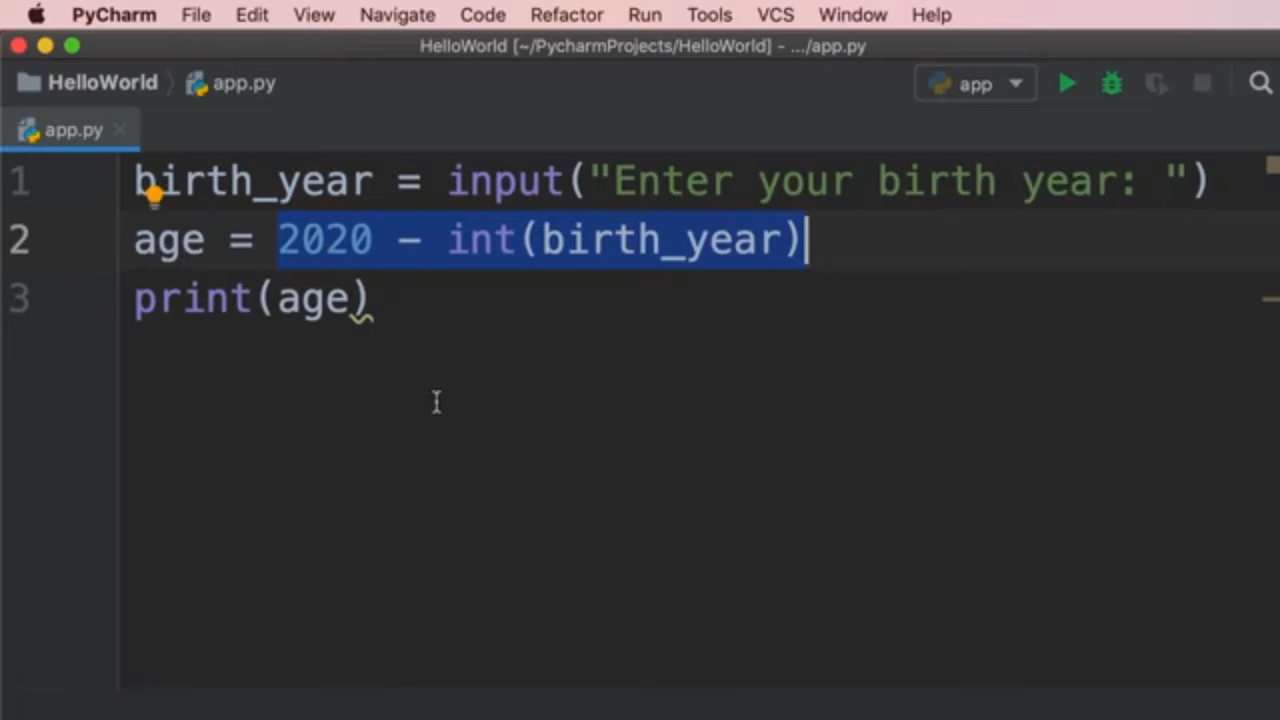 PyCharm File Edit View Navigate Code Refactor Run Tools VCS Window Help
HelloWorld [~/PycharmProjects/HelloWorld] - .../app.py
HelloWorld app.py app
app.py
1 birth_year = input("Enter your birth year: ")
2 age = 2020 - int(birth_year)
3 print(age)